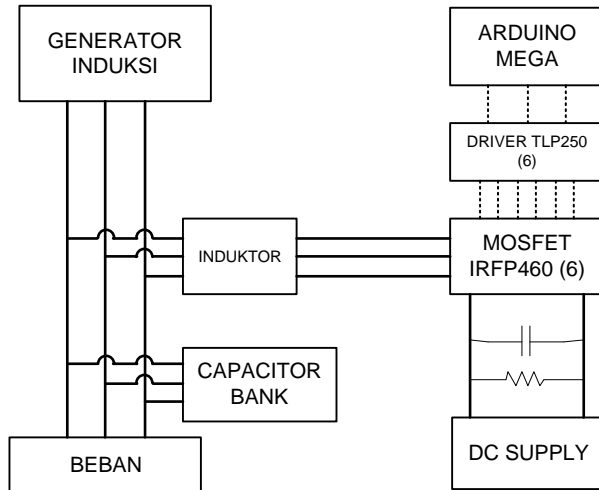 GENERATOR
INDUKSI
ARDUINO
MEGA
DRIVER TLP250
(6)
INDUKTOR
MOSFET
IRFP460 (6)
CAPACITOR
BANK
BEBAN
DC SUPPLY